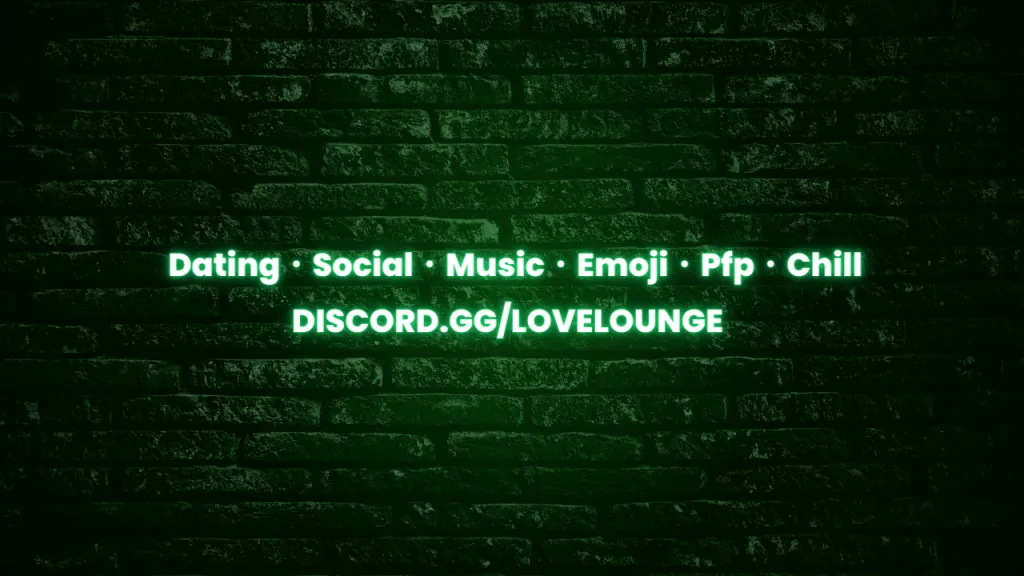 Dating · Social · Music · Emoji · Pfp · Chill
DISCORD.GG/LOVELOUNGE